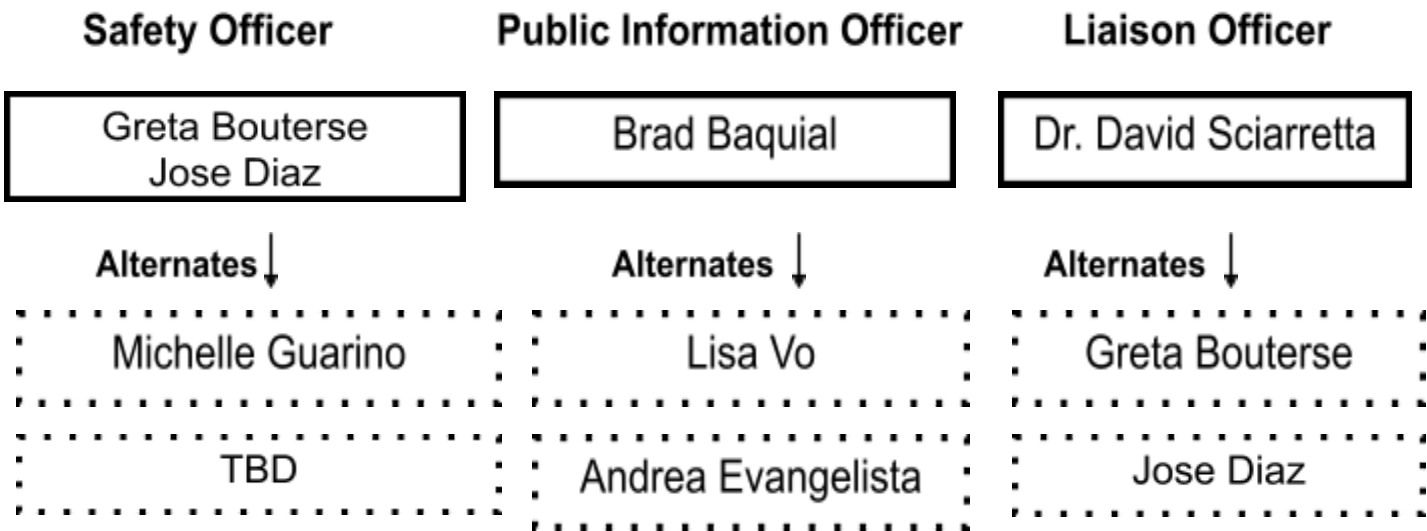 Safety Officer
Public Information Officer
Liaison Officer
Greta Bouterse
Jose Diaz
Brad Baquial
Dr. David Sciarretta
Alternates
Alternates
Alternates
Michelle Guarino
Lisa Vo
Greta Bouterse
TBD
Andrea Evangelista
Jose Diaz